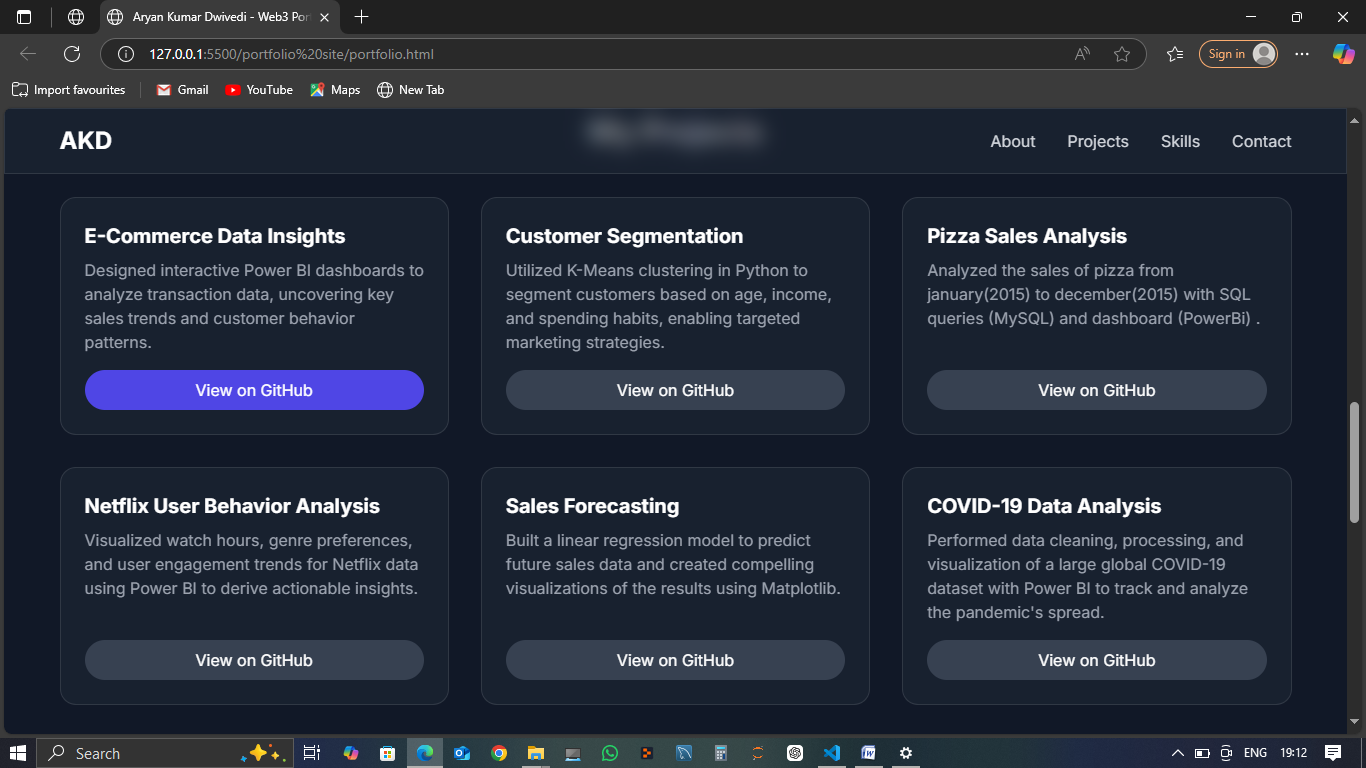 Aryan Kumar Dwivedi - Web3 Por
127.0.0.1:5500/portfolio%20site/portfolio.html
Sign in
Import favourites
Gmail
YouTube
Maps
New Tab
My Projects
AKD
About
Projects
Skills
Contact
E-Commerce Data Insights
Designed interactive Power BI dashboards to
analyze transaction data, uncovering key
sales trends and customer behavior
patterns.
View on GitHub
Customer Segmentation
Utilized K-Means clustering in Python to
segment customers based on age, income,
and spending habits, enabling targeted
marketing strategies.
View on GitHub
Pizza Sales Analysis
Analyzed the sales of pizza from
january(2015) to december(2015) with SQL
queries (MySQL) and dashboard (PowerBi) .
View on GitHub
Netflix User Behavior Analysis
Visualized watch hours, genre preferences,
and user engagement trends for Netflix data
using Power BI to derive actionable insights.
View on GitHub
Sales Forecasting
Built a linear regression model to predict
future sales data and created compelling
visualizations of the results using Matplotlib.
View on GitHub
COVID-19 Data Analysis
Performed data cleaning, processing, and
visualization of a large global COVID-19
dataset with Power BI to track and analyze
the pandemic's spread.
View on GitHub
Search
ENG
19:12